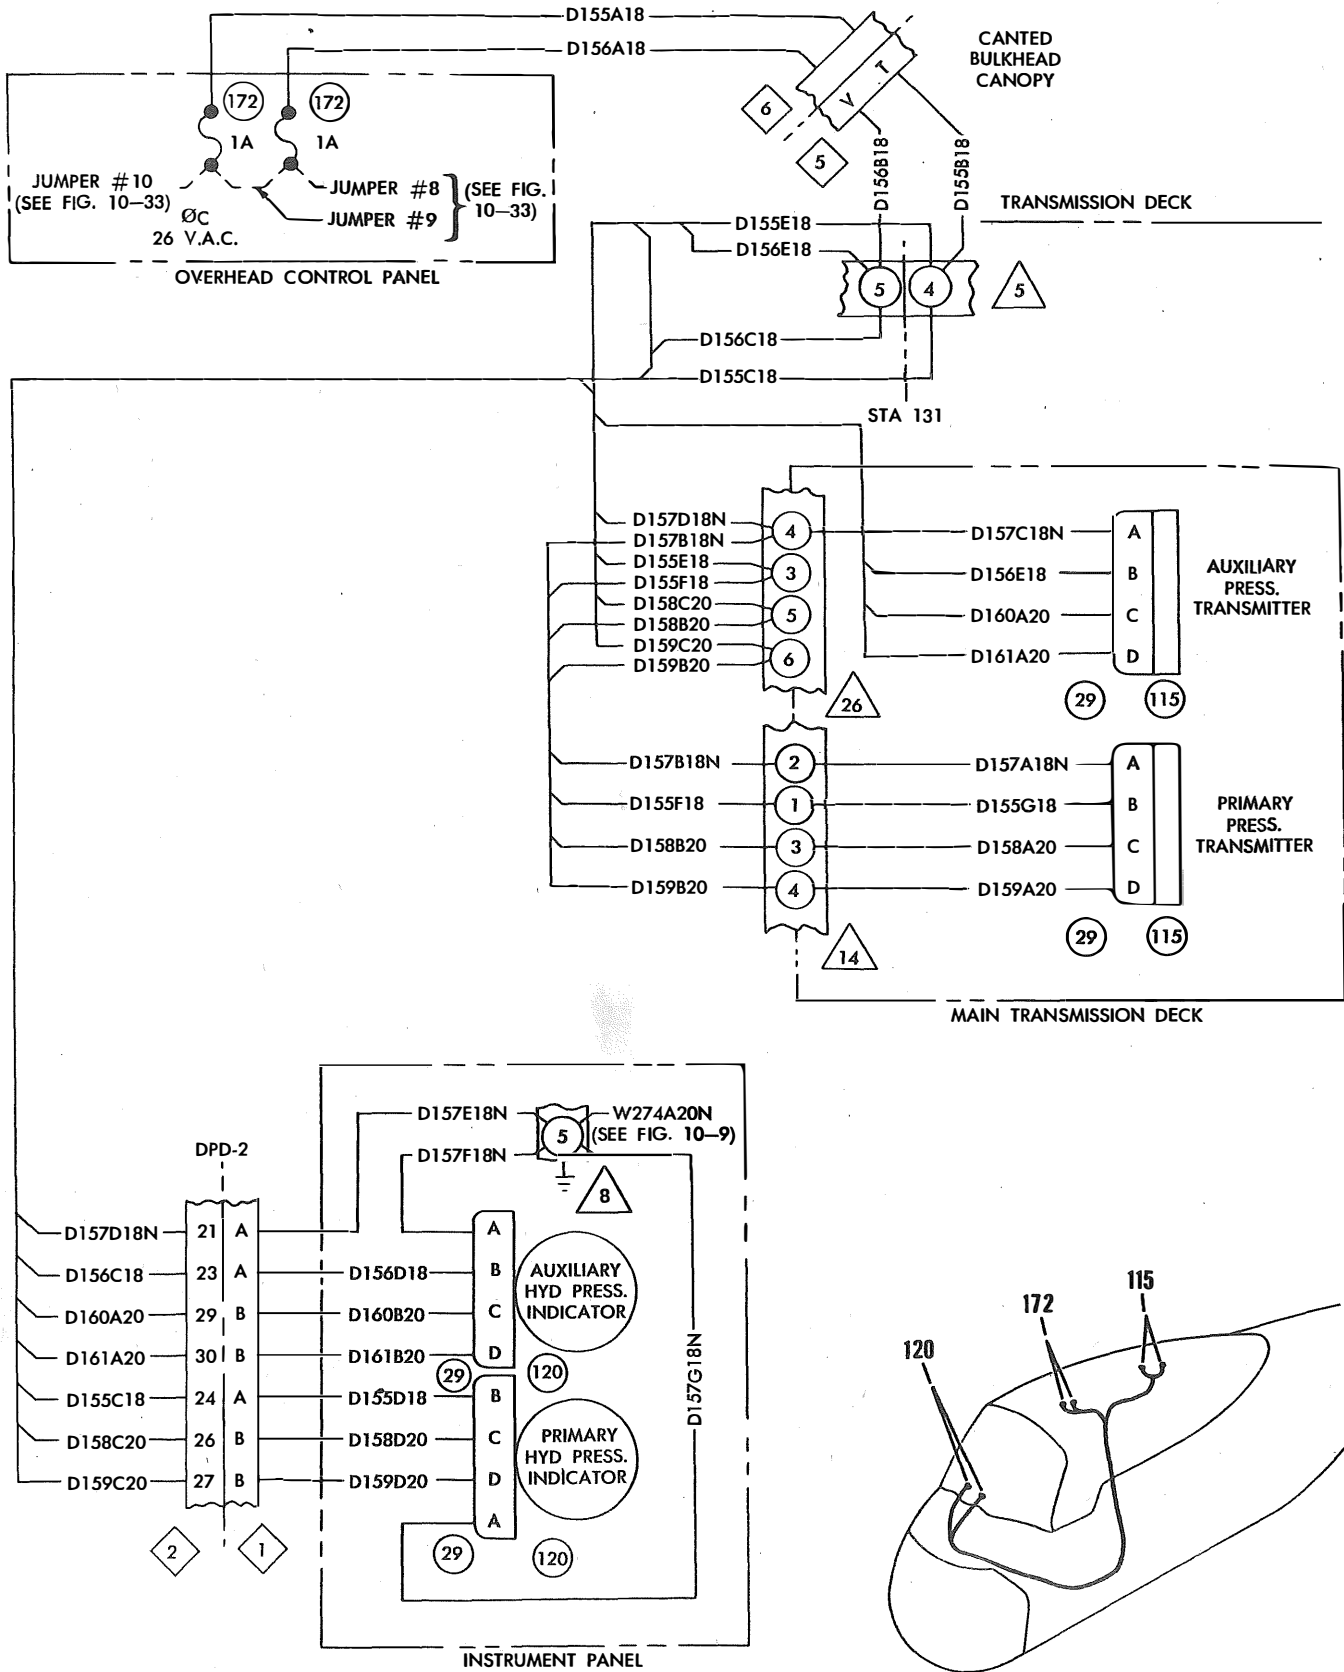 D155A18
D156A18
CANTED
BULKHEAD
CANOPY
172
172
1A
1A
V T
6
5
JUMPER #10
(SEE FIG. 10-33)
ØC
26 V.A.C.
JUMPER #8
JUMPER #9
(SEE FIG.
10-33)
OVERHEAD CONTROL PANEL
D156B18
D155B18
TRANSMISSION DECK
D155E18
D156E18
5
4
5
D156C18
D155C18
STA 131
D157D18N
D157B18N
D155E18
D155F18
D158C20
D158B20
D159C20
D159B20
4
3
5
6
26
D157C18N
D156E18
D160A20
D161A20
A
B
C
D
AUXILIARY
PRESS.
TRANSMITTER
29
115
D157B18N
D155F18
D158B20
D159B20
2
1
3
4
14
D157A18N
D155G18
D158A20
D159A20
A
B
C
D
PRIMARY
PRESS.
TRANSMITTER
29
115
MAIN TRANSMISSION DECK
D157E18N
D157F18N
5
W274A20N
(SEE FIG. 10-9)
8
DPD-2
D157D18N 21 A
D156C18 23 A D156D18
D160A20 29 B D160B20
D161A20 30 B D161B20
D155C18 24 A D155D18
D158C20 26 B D158D20
D159C20 27 B D159D20
A
B
C
D
AUXILIARY
HYD PRESS.
INDICATOR
29
120
B
C
D
A
PRIMARY
HYD PRESS.
INDICATOR
29
120
D157G18N
2
1
INSTRUMENT PANEL
120
172
115